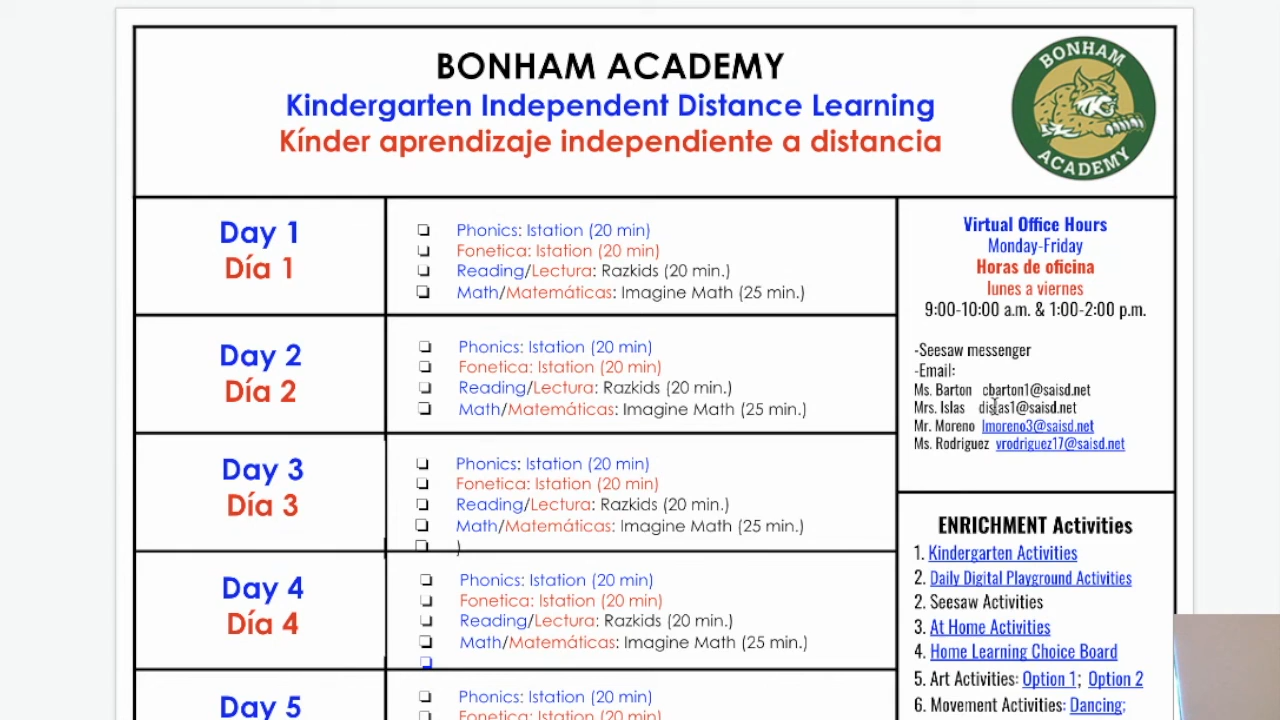 BONHAM ACADEMY
Kindergarten Independent Distance Learning
Kínder aprendizaje independiente a distancia
BONHAM
ACADEMY
Day 1
Día 1
Phonics: Istation (20 min)
Fonetica: Istation (20 min)
Reading/Lectura: Razkids (20 min.)
Math/Matemáticas: Imagine Math (25 min.)
Day 2
Día 2
Phonics: Istation (20 min)
Fonetica: Istation (20 min)
Reading/Lectura: Razkids (20 min.)
Math/Matemáticas: Imagine Math (25 min.)
Day 3
Día 3
Phonics: Istation (20 min)
Fonetica: Istation (20 min)
Reading/Lectura: Razkids (20 min.)
Math/Matemáticas: Imagine Math (25 min.)
)
Day 4
Día 4
Phonics: Istation (20 min)
Fonetica: Istation (20 min)
Reading/Lectura: Razkids (20 min.)
Math/Matemáticas: Imagine Math (25 min.)
Day 5
Phonics: Istation (20 min)
Fonetica: Istation (20 min)
Virtual Office Hours
Monday-Friday
Horas de oficina
lunes a viernes
9:00-10:00 a.m. & 1:00-2:00 p.m.
-Seesaw messenger
-Email:
Ms. Barton cbarton1@saisd.net
Mrs. Islas dislas1@saisd.net
Mr. Moreno lmoreno3@saisd.net
Ms. Rodriguez vrodriguez17@saisd.net
ENRICHMENT Activities
1. Kindergarten Activities
2. Daily Digital Playground Activities
2. Seesaw Activities
3. At Home Activities
4. Home Learning Choice Board
5. Art Activities: Option 1; Option 2
6. Movement Activities: Dancing;